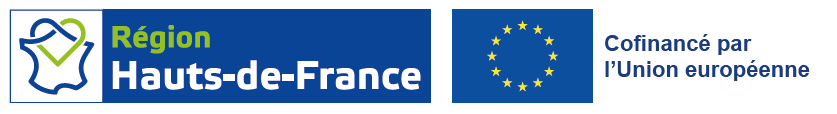 Région
Hauts-de-France
Cofinancé par
l’Union européenne